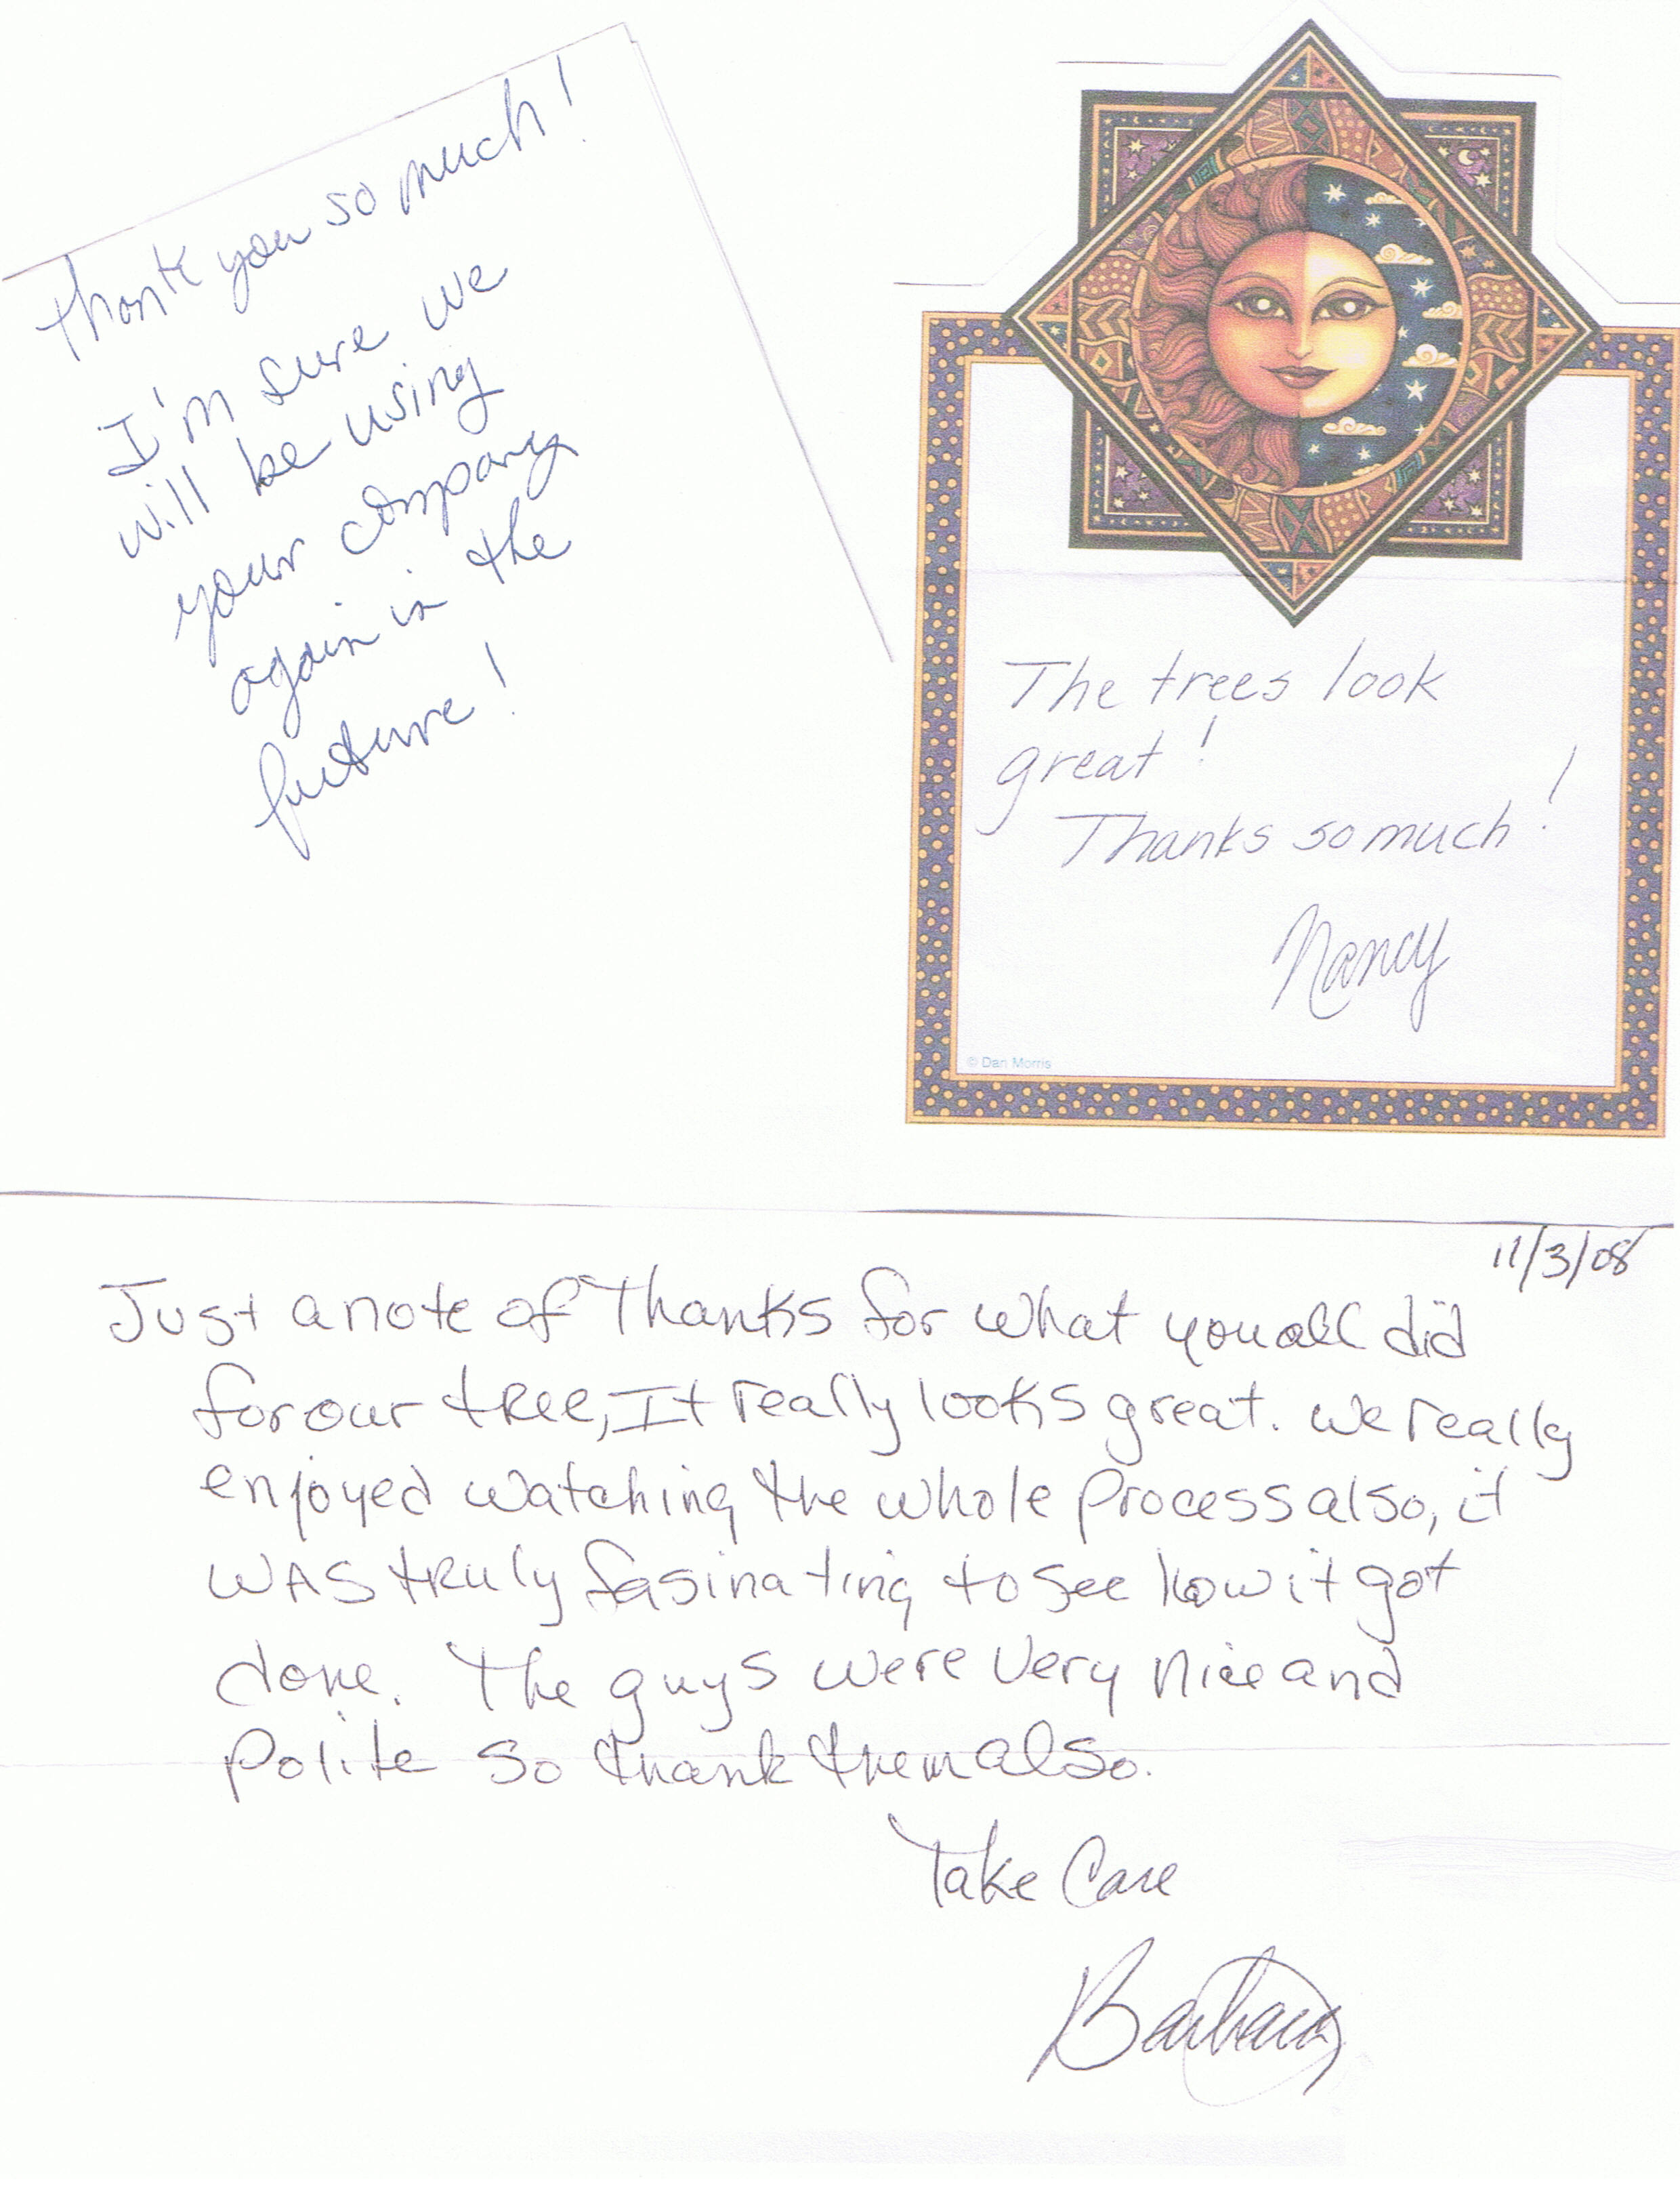 Thank you so much!
I'm sure we
will be using
your company
again in the
future!
The trees look
great!
Thanks so much!
Nancy
© Dan Morris
11/3/08
Just a note of Thanks for what you all did
for our tree, It really looks great. We really
enjoyed watching the whole process also, it
WAS truly fasinating to see how it got
done. The guys were very nice and
polite so thank them also.
Take Care
Barbara